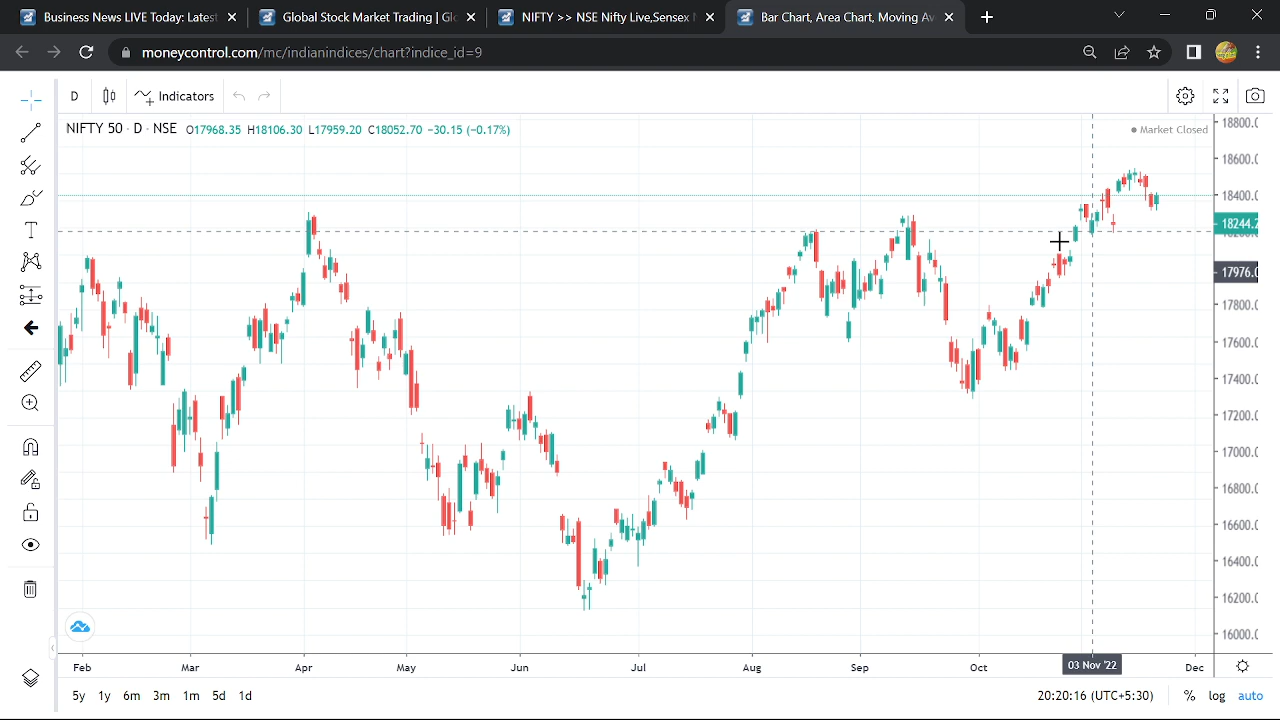 Business News LIVE Today: Latest
Global Stock Market Trading | Glo
NIFTY >> NSE Nifty Live,Sensex N
Bar Chart, Area Chart, Moving Av
moneycontrol.com/mc/indianindices/chart?indice_id=9
D Indicators
NIFTY 50 · D · NSE O17968.35 H18106.30 L17959.20 C18052.70 −30.15 (−0.17%)
Market Closed
18800.0
18600.0
18400.0
18244.7
17976.0
17800.0
17600.0
17400.0
17200.0
17000.0
16800.0
16600.0
16400.0
16200.0
16000.0
Feb Mar Apr May Jun Jul Aug Sep Oct 03 Nov '22 Dec
5y 1y 6m 3m 1m 5d 1d 20:20:16 (UTC+5:30) % log auto